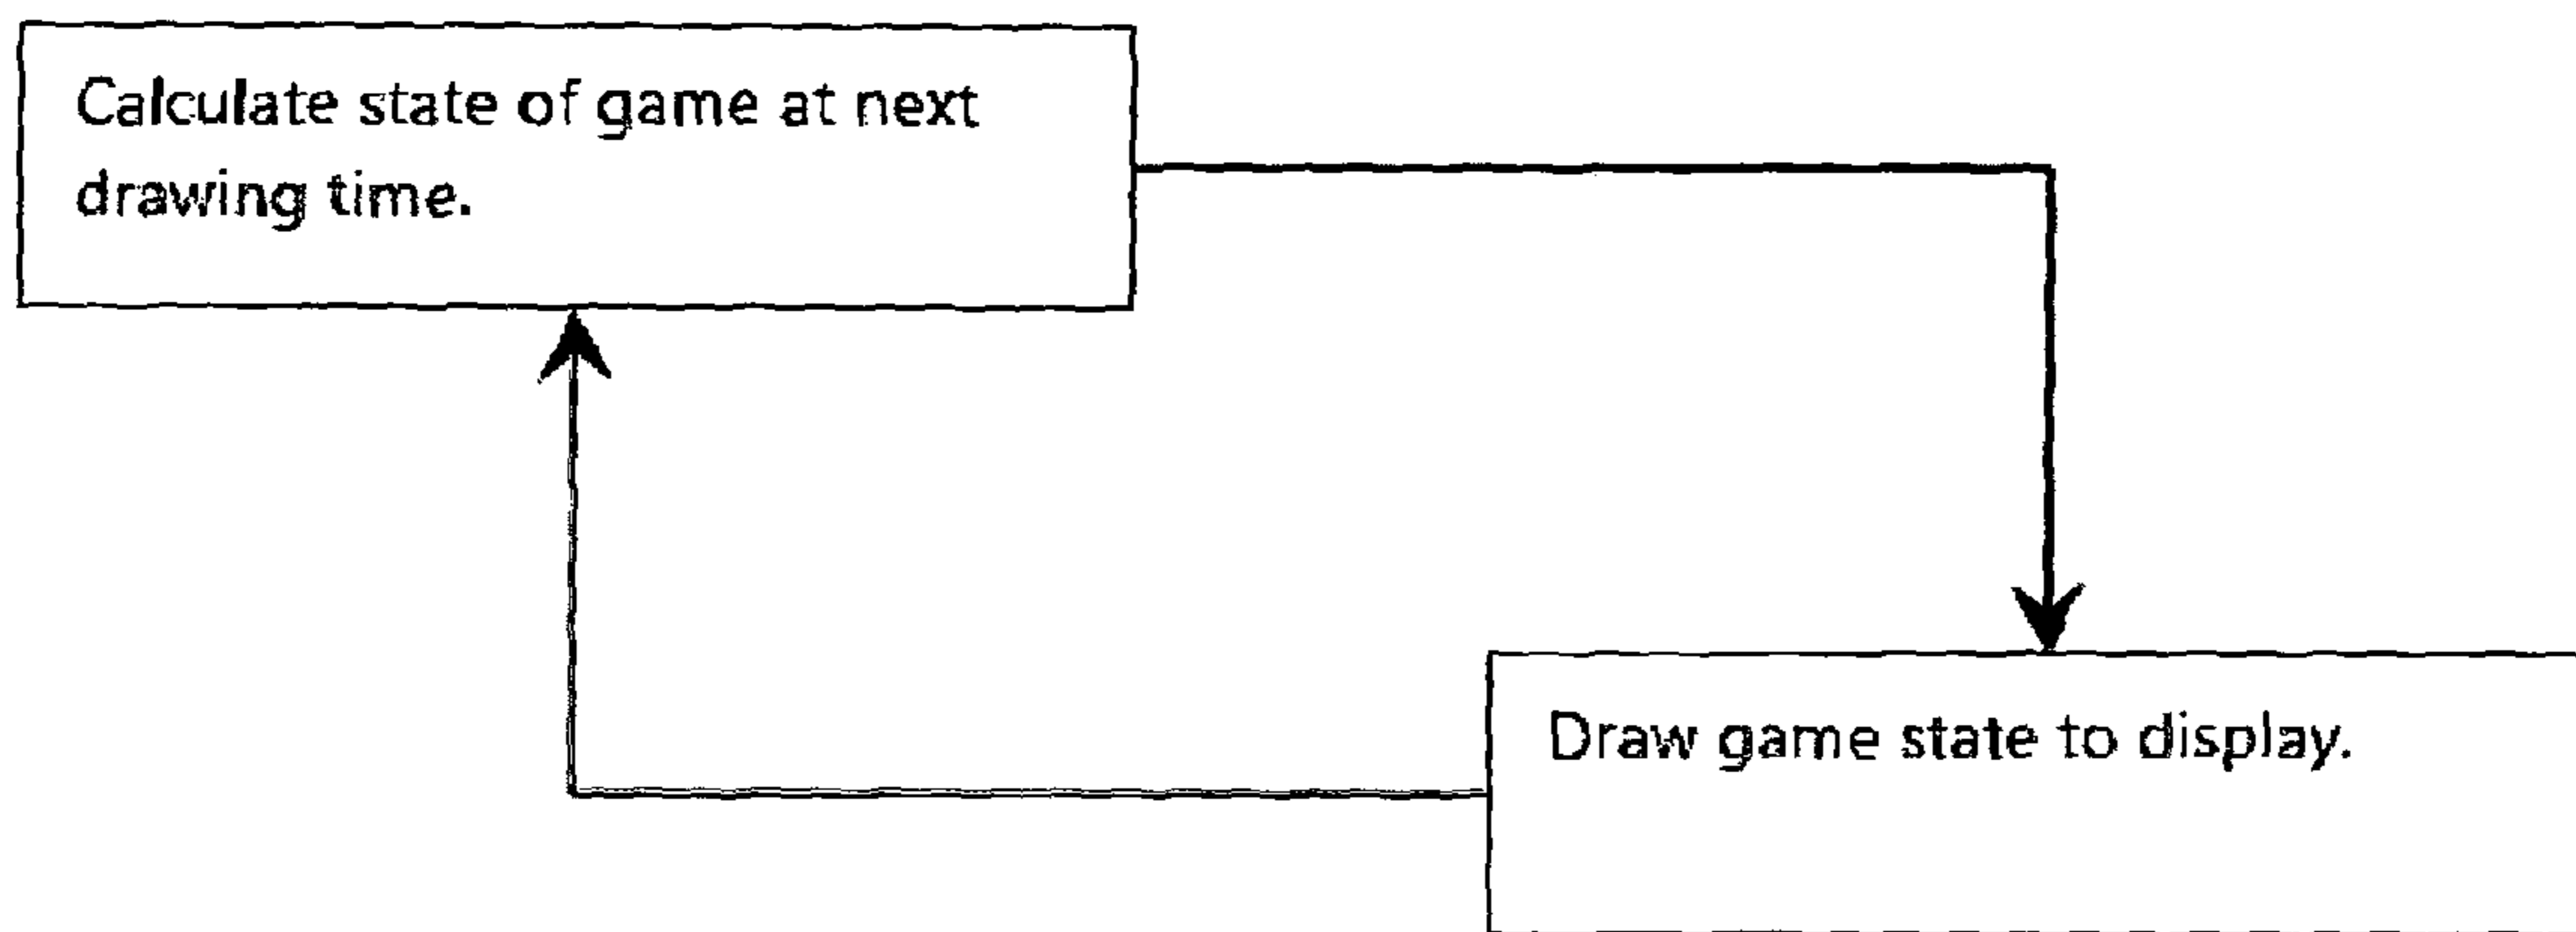 Calculate state of game at next
drawing time.
Draw game state to display.